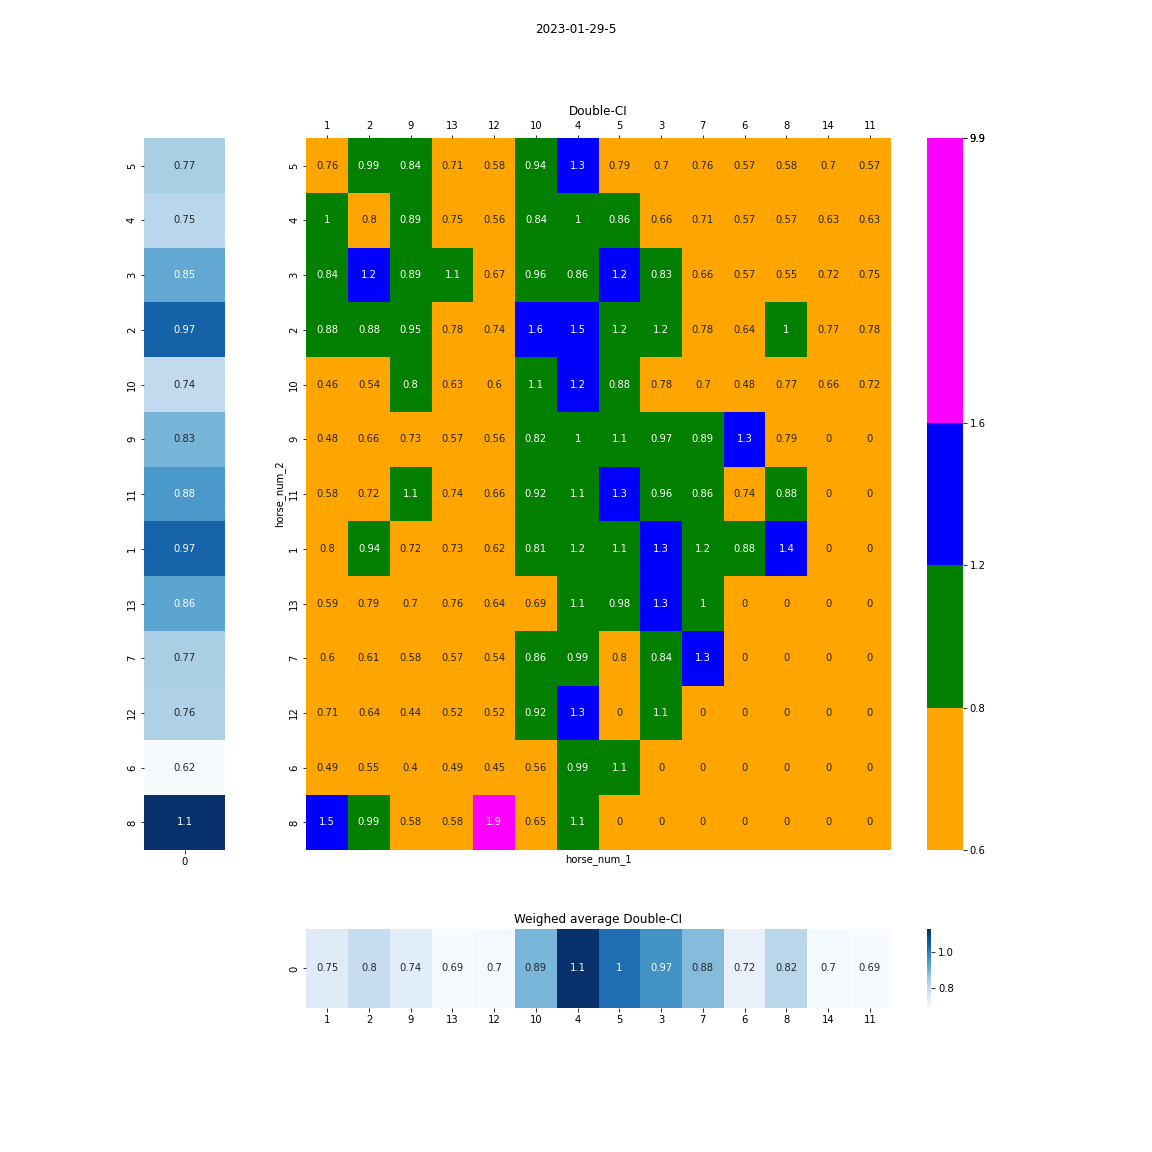 2023-01-29-5
Double-CI
1 2 9 13 12 10 4 5 3 7 6 8 14 11
5 0.77 5 0.76 0.99 0.84 0.71 0.58 0.94 1.3 0.79 0.7 0.76 0.57 0.58 0.7 0.57
4 0.75 4 1 0.8 0.89 0.75 0.56 0.84 1 0.86 0.66 0.71 0.57 0.57 0.63 0.63
3 0.85 3 0.84 1.2 0.89 1.1 0.67 0.96 0.86 1.2 0.83 0.66 0.57 0.55 0.72 0.75
2 0.97 2 0.88 0.88 0.95 0.78 0.74 1.6 1.5 1.2 1.2 0.78 0.64 1 0.77 0.78
10 0.74 10 0.46 0.54 0.8 0.63 0.6 1.1 1.2 0.88 0.78 0.7 0.48 0.77 0.66 0.72
9 0.83 9 0.48 0.66 0.73 0.57 0.56 0.82 1 1.1 0.97 0.89 1.3 0.79 0 0
11 0.88 11 0.58 0.72 1.1 0.74 0.66 0.92 1.1 1.3 0.96 0.86 0.74 0.88 0 0
1 0.97 1 0.8 0.94 0.72 0.73 0.62 0.81 1.2 1.1 1.3 1.2 0.88 1.4 0 0
13 0.86 13 0.59 0.79 0.7 0.76 0.64 0.69 1.1 0.98 1.3 1 0 0 0 0
7 0.77 7 0.6 0.61 0.58 0.57 0.54 0.86 0.99 0.8 0.84 1.3 0 0 0 0
12 0.76 12 0.71 0.64 0.44 0.52 0.52 0.92 1.3 0 1.1 0 0 0 0 0
6 0.62 6 0.49 0.55 0.4 0.49 0.45 0.56 0.99 1.1 0 0 0 0 0 0
8 1.1 8 1.5 0.99 0.58 0.58 1.9 0.65 1.1 0 0 0 0 0 0 0
0
horse_num_2
horse_num_1
9.9
1.6
1.2
0.8
0.6
Weighed average Double-CI
0 0.75 0.8 0.74 0.69 0.7 0.89 1.1 1 0.97 0.88 0.72 0.82 0.7 0.69
1 2 9 13 12 10 4 5 3 7 6 8 14 11
1.0
0.8